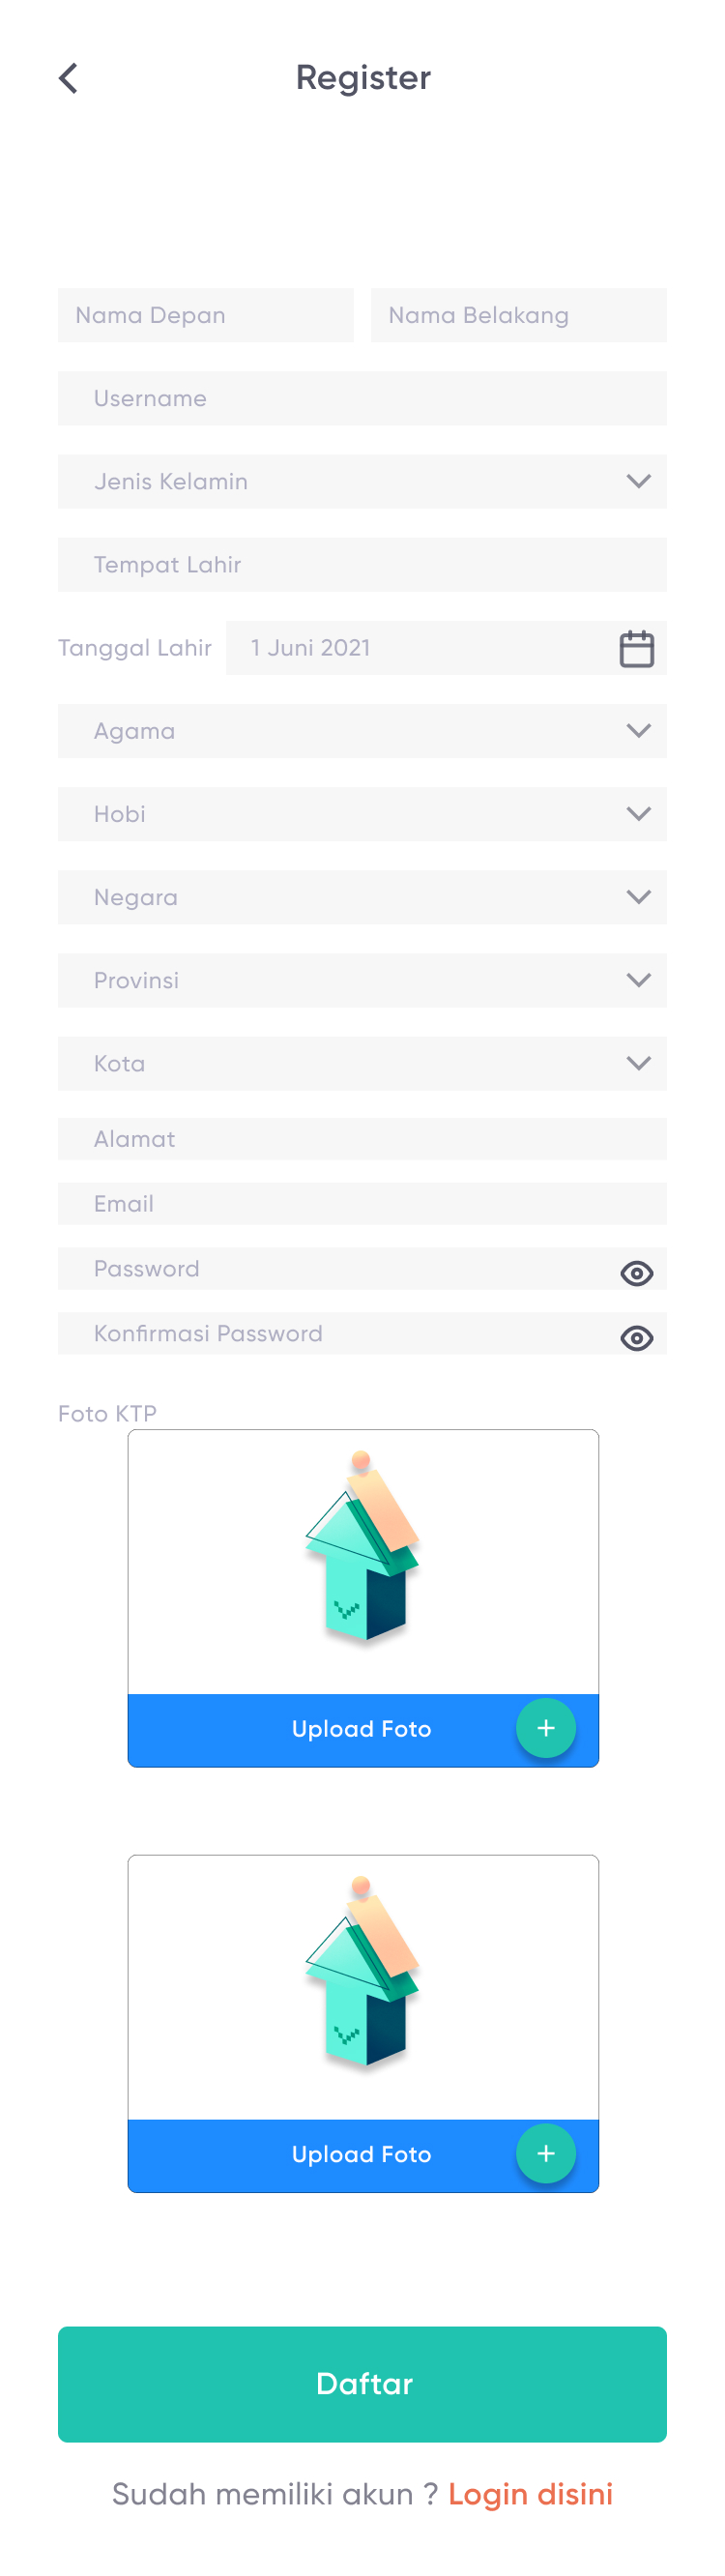 Register
Nama Depan Nama Belakang
Username
Jenis Kelamin
Tempat Lahir
Tanggal Lahir 1 Juni 2021
Agama
Hobi
Negara
Provinsi
Kota
Alamat
Email
Password
Konfirmasi Password
Foto KTP
Upload Foto +
Upload Foto +
Daftar
Sudah memiliki akun ? Login disini